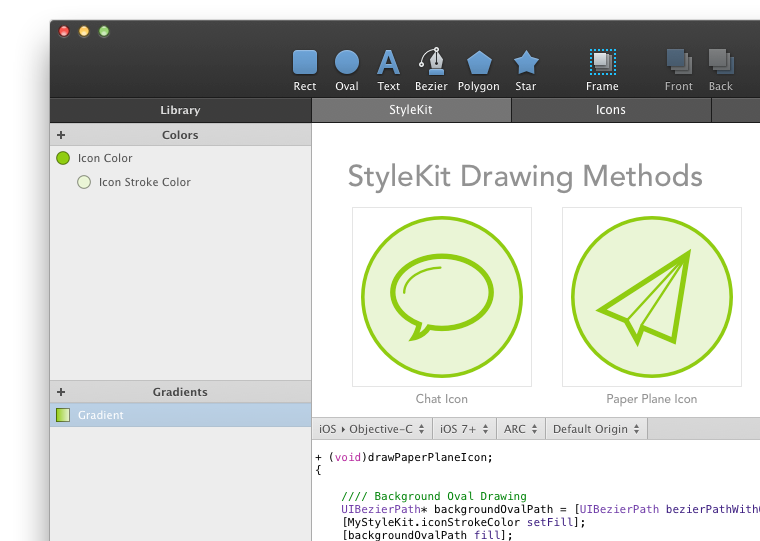 Rect Oval Text Bezier Polygon Star Frame Front Back
Library StyleKit Icons
+ Colors
Icon Color
Icon Stroke Color
StyleKit Drawing Methods
Chat Icon Paper Plane Icon
+ Gradients
Gradient
iOS ▸ Objective-C iOS 7+ ARC Default Origin
+ (void)drawPaperPlaneIcon;
{
//// Background Oval Drawing
UIBezierPath* backgroundOvalPath = [UIBezierPath bezierPathWith
[MyStyleKit.iconStrokeColor setFill];
[backgroundOvalPath fill];